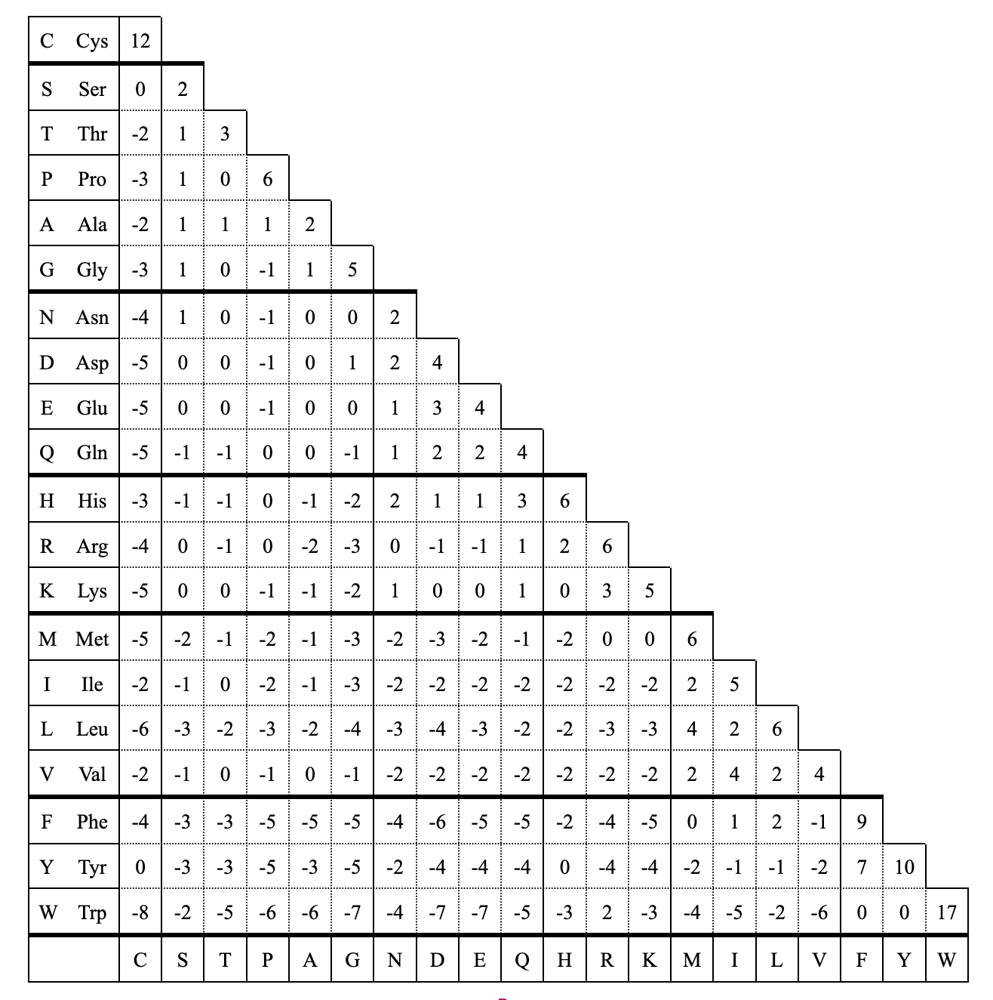 C Cys 12
S Ser 0 2
T Thr -2 1 3
P Pro -3 1 0 6
A Ala -2 1 1 1 2
G Gly -3 1 0 -1 1 5
N Asn -4 1 0 -1 0 0 2
D Asp -5 0 0 -1 0 1 2 4
E Glu -5 0 0 -1 0 0 1 3 4
Q Gln -5 -1 -1 0 0 -1 1 2 2 4
H His -3 -1 -1 0 -1 -2 2 1 1 3 6
R Arg -4 0 -1 0 -2 -3 0 -1 -1 1 2 6
K Lys -5 0 0 -1 -1 -2 1 0 0 1 0 3 5
M Met -5 -2 -1 -2 -1 -3 -2 -3 -2 -1 -2 0 0 6
I Ile -2 -1 0 -2 -1 -3 -2 -2 -2 -2 -2 -2 -2 2 5
L Leu -6 -3 -2 -3 -2 -4 -3 -4 -3 -2 -2 -3 -3 4 2 6
V Val -2 -1 0 -1 0 -1 -2 -2 -2 -2 -2 -2 -2 2 4 2 4
F Phe -4 -3 -3 -5 -5 -5 -4 -6 -5 -5 -2 -4 -5 0 1 2 -1 9
Y Tyr 0 -3 -3 -5 -3 -5 -2 -4 -4 -4 0 -4 -4 -2 -1 -1 -2 7 10
W Trp -8 -2 -5 -6 -6 -7 -4 -7 -7 -5 -3 2 -3 -4 -5 -2 -6 0 0 17
C S T P A G N D E Q H R K M I L V F Y W